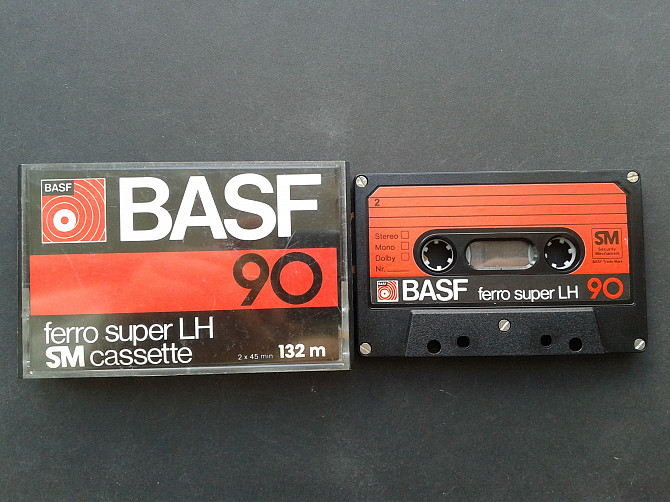 BASF
BASF
90
ferro super LH
SM cassette
2 x 45 min 132 m
2
Stereo
Mono
Dolby
Nr.
SM
Security
Mechanism
BASF Trade Mark
BASF ferro super LH 90